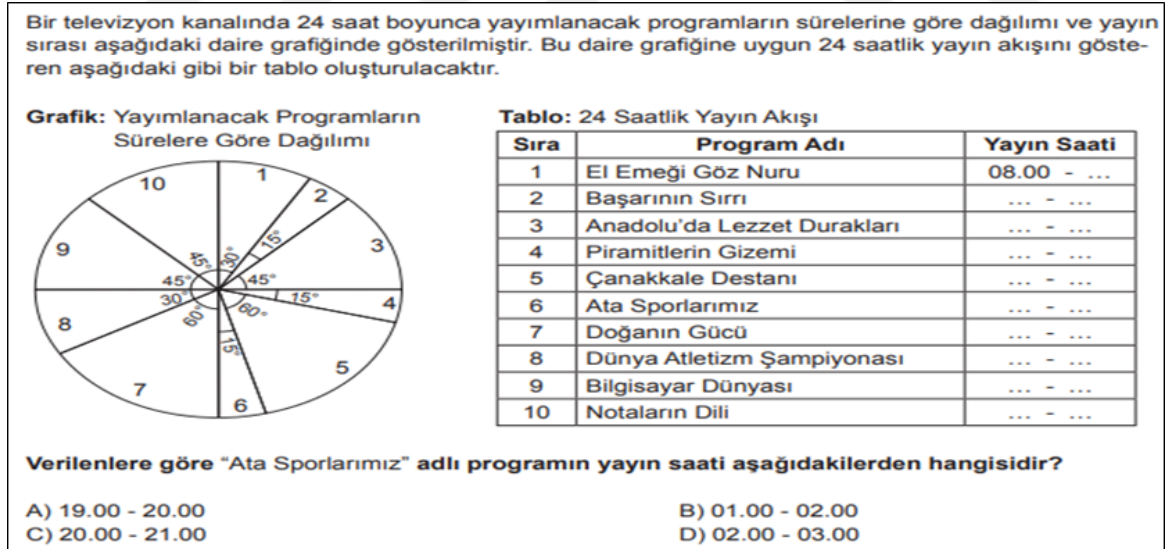 Bir televizyon kanalında 24 saat boyunca yayımlanacak programların sürelerine göre dağılımı ve yayın
sırası aşağıdaki daire grafiğinde gösterilmiştir. Bu daire grafiğine uygun 24 saatlik yayın akışını göste-
ren aşağıdaki gibi bir tablo oluşturulacaktır.
Grafik: Yayımlanacak Programların
Sürelere Göre Dağılımı
10 1
2
9 3
45° 30° 15°
45° 45°
30° 15° 4
8 60° 60°
15°
5
7
6
Tablo: 24 Saatlik Yayın Akışı
Sıra Program Adı Yayın Saati
1 El Emeği Göz Nuru 08.00 - ...
2 Başarının Sırrı ... - ...
3 Anadolu'da Lezzet Durakları ... - ...
4 Piramitlerin Gizemi ... - ...
5 Çanakkale Destanı ... - ...
6 Ata Sporlarımız ... - ...
7 Doğanın Gücü ... - ...
8 Dünya Atletizm Şampiyonası ... - ...
9 Bilgisayar Dünyası ... - ...
10 Notaların Dili ... - ...
Verilenlere göre "Ata Sporlarımız" adlı programın yayın saati aşağıdakilerden hangisidir?
A) 19.00 - 20.00 B) 01.00 - 02.00
C) 20.00 - 21.00 D) 02.00 - 03.00